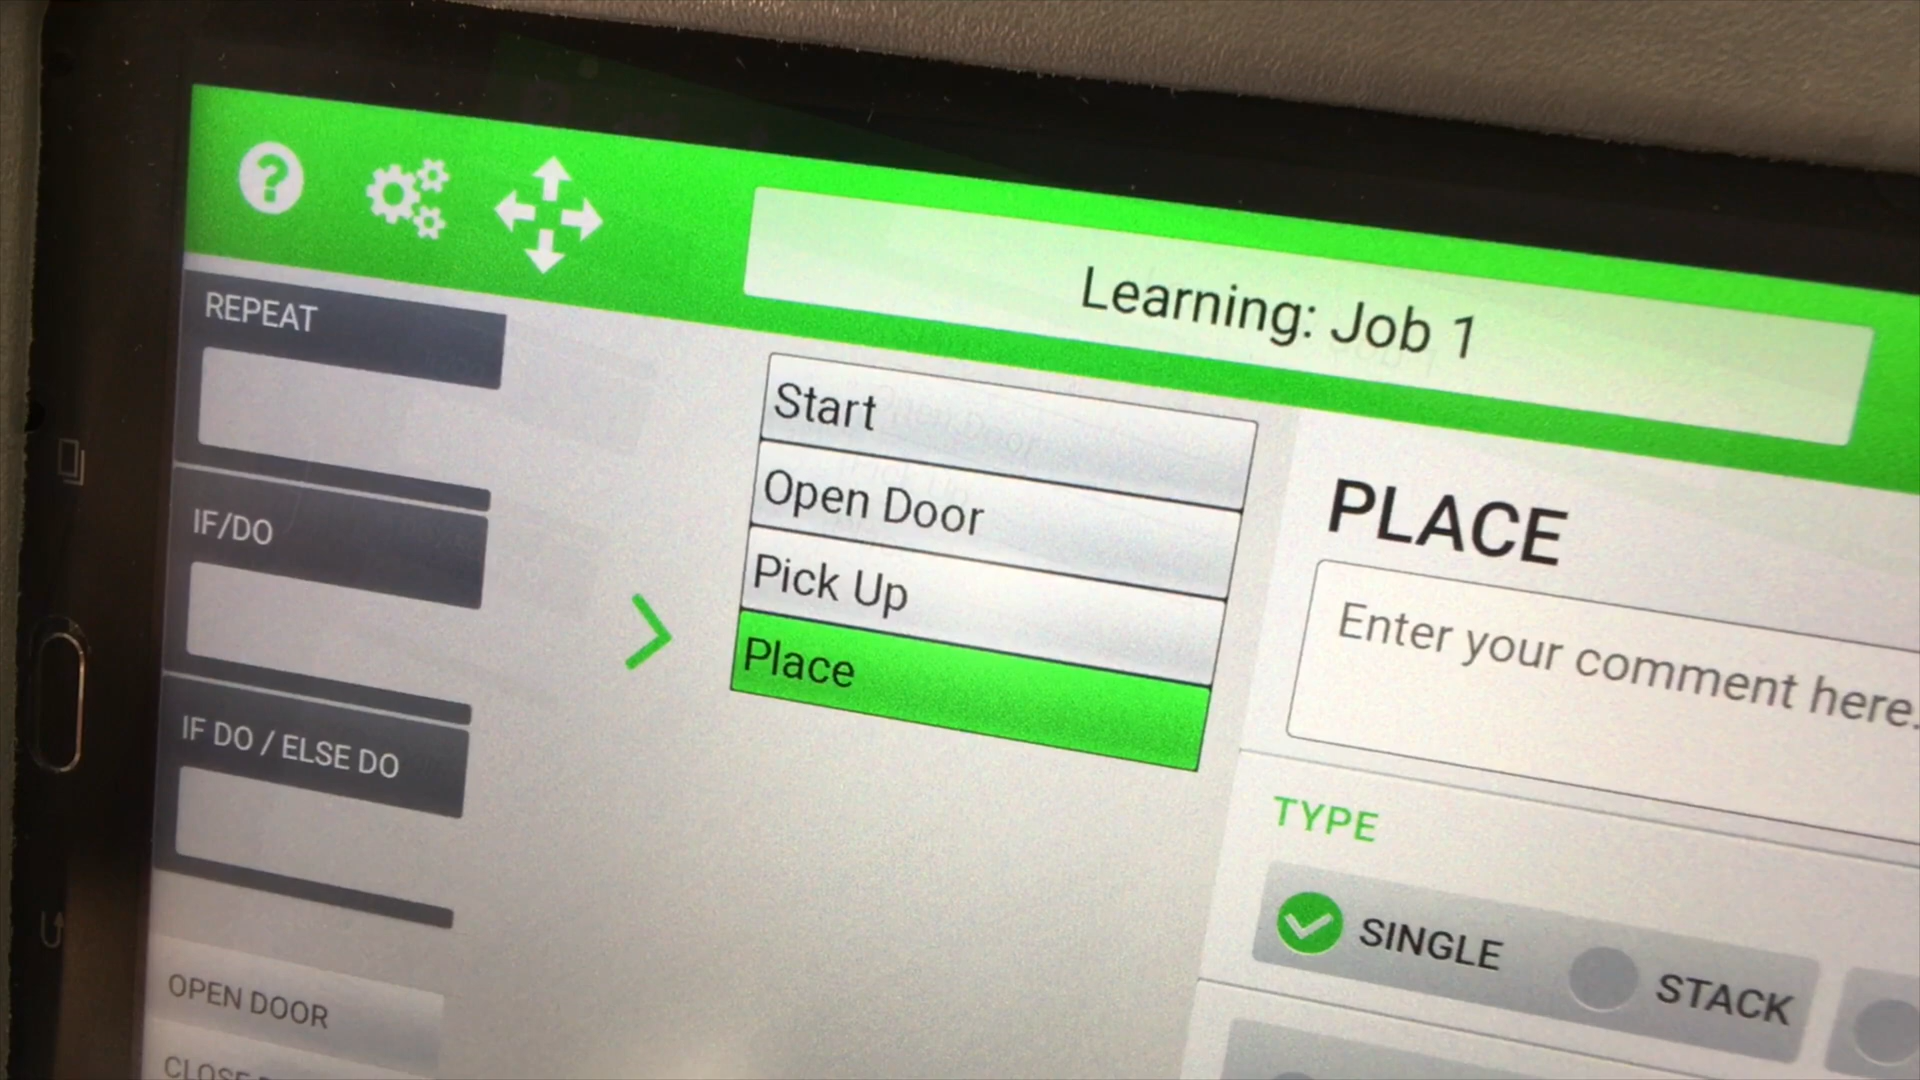 Learning: Job 1
REPEAT
IF/DO
IF DO / ELSE DO
OPEN DOOR
Start
Open Door
Pick Up
Place
PLACE
Enter your comment here.
TYPE
SINGLE
STACK